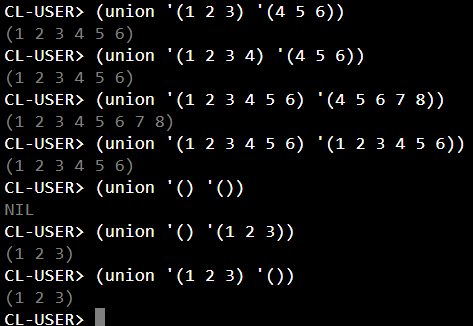 CL-USER> (union '(1 2 3) '(4 5 6))
(1 2 3 4 5 6)
CL-USER> (union '(1 2 3 4) '(4 5 6))
(1 2 3 4 5 6)
CL-USER> (union '(1 2 3 4 5 6) '(4 5 6 7 8))
(1 2 3 4 5 6 7 8)
CL-USER> (union '(1 2 3 4 5 6) '(1 2 3 4 5 6))
(1 2 3 4 5 6)
CL-USER> (union '() '())
NIL
CL-USER> (union '() '(1 2 3))
(1 2 3)
CL-USER> (union '(1 2 3) '())
(1 2 3)
CL-USER>